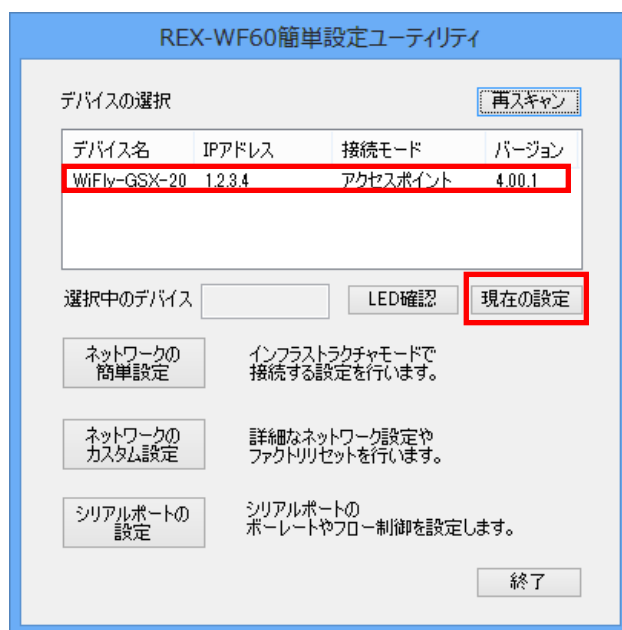 REX-WF60簡単設定ユーティリティ
デバイスの選択 再スキャン
デバイス名 IPアドレス 接続モード バージョン
WiFly-GSX-20 1.2.3.4 アクセスポイント 4.00.1
選択中のデバイス LED確認 現在の設定
ネットワークの
簡単設定
インフラストラクチャモードで
接続する設定を行います。
ネットワークの
カスタム設定
詳細なネットワーク設定や
ファクトリリセットを行います。
シリアルポートの
設定
シリアルポートの
ボーレートやフロー制御を設定します。
終了